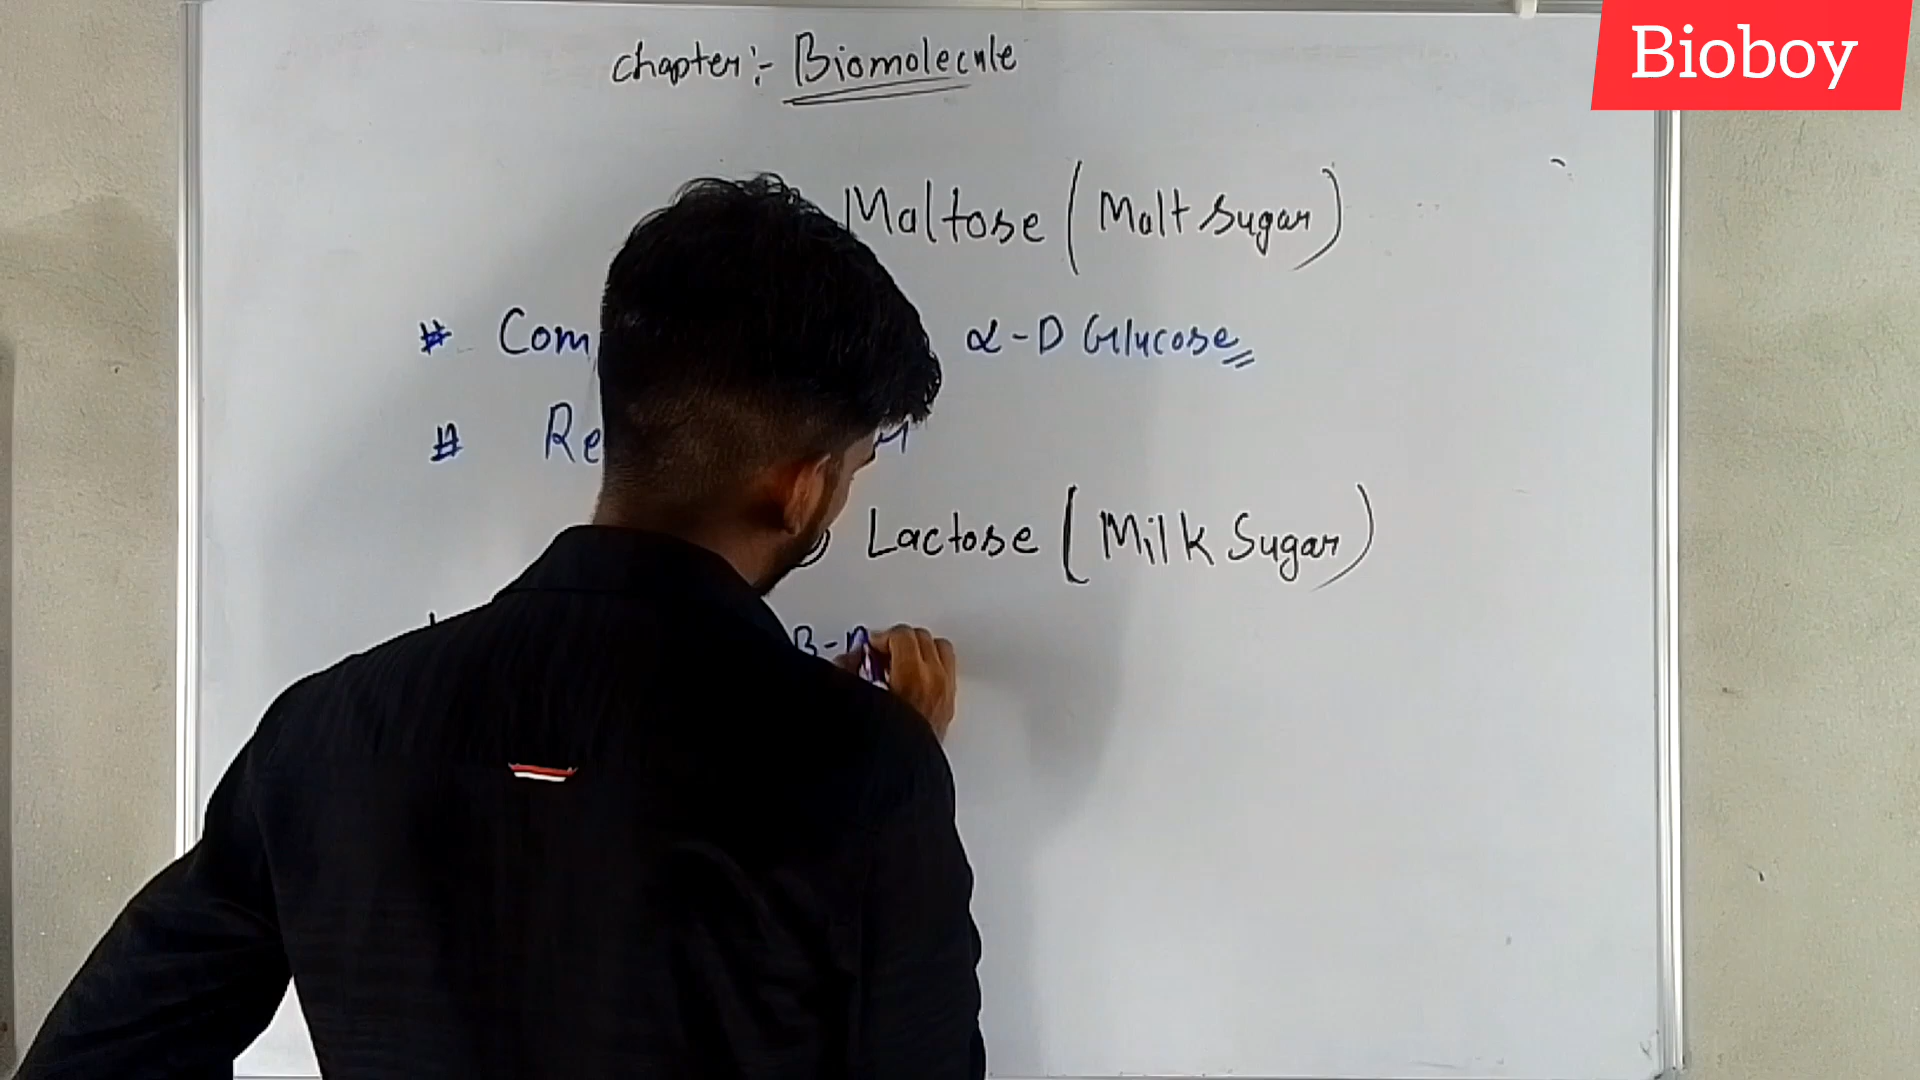 Bioboy
Chapter:- Biomolecule
Maltose (Malt Sugar)
# Com α-D Glucose
# Re
Lactose (Milk Sugar)
β-D